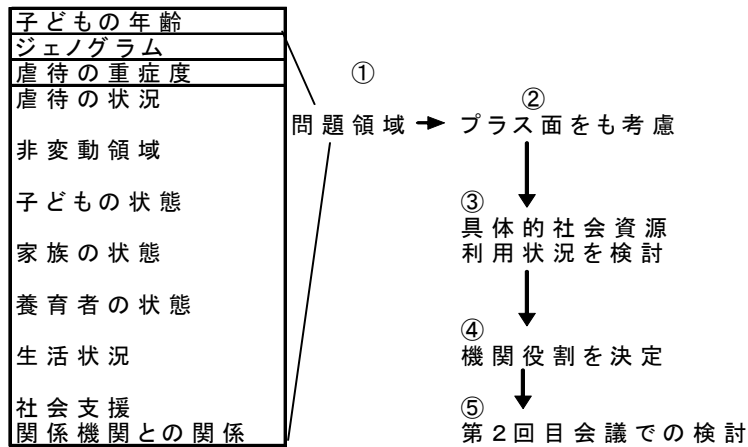 子どもの年齢
ジェノグラム
虐待の重症度
虐待の状況
非変動領域
子どもの状態
家族の状態
養育者の状態
生活状況
社会支援
関係機関との関係
①
問題領域
②
プラス面をも考慮
③
具体的社会資源
利用状況を検討
④
機関役割を決定
⑤
第2回目会議での検討